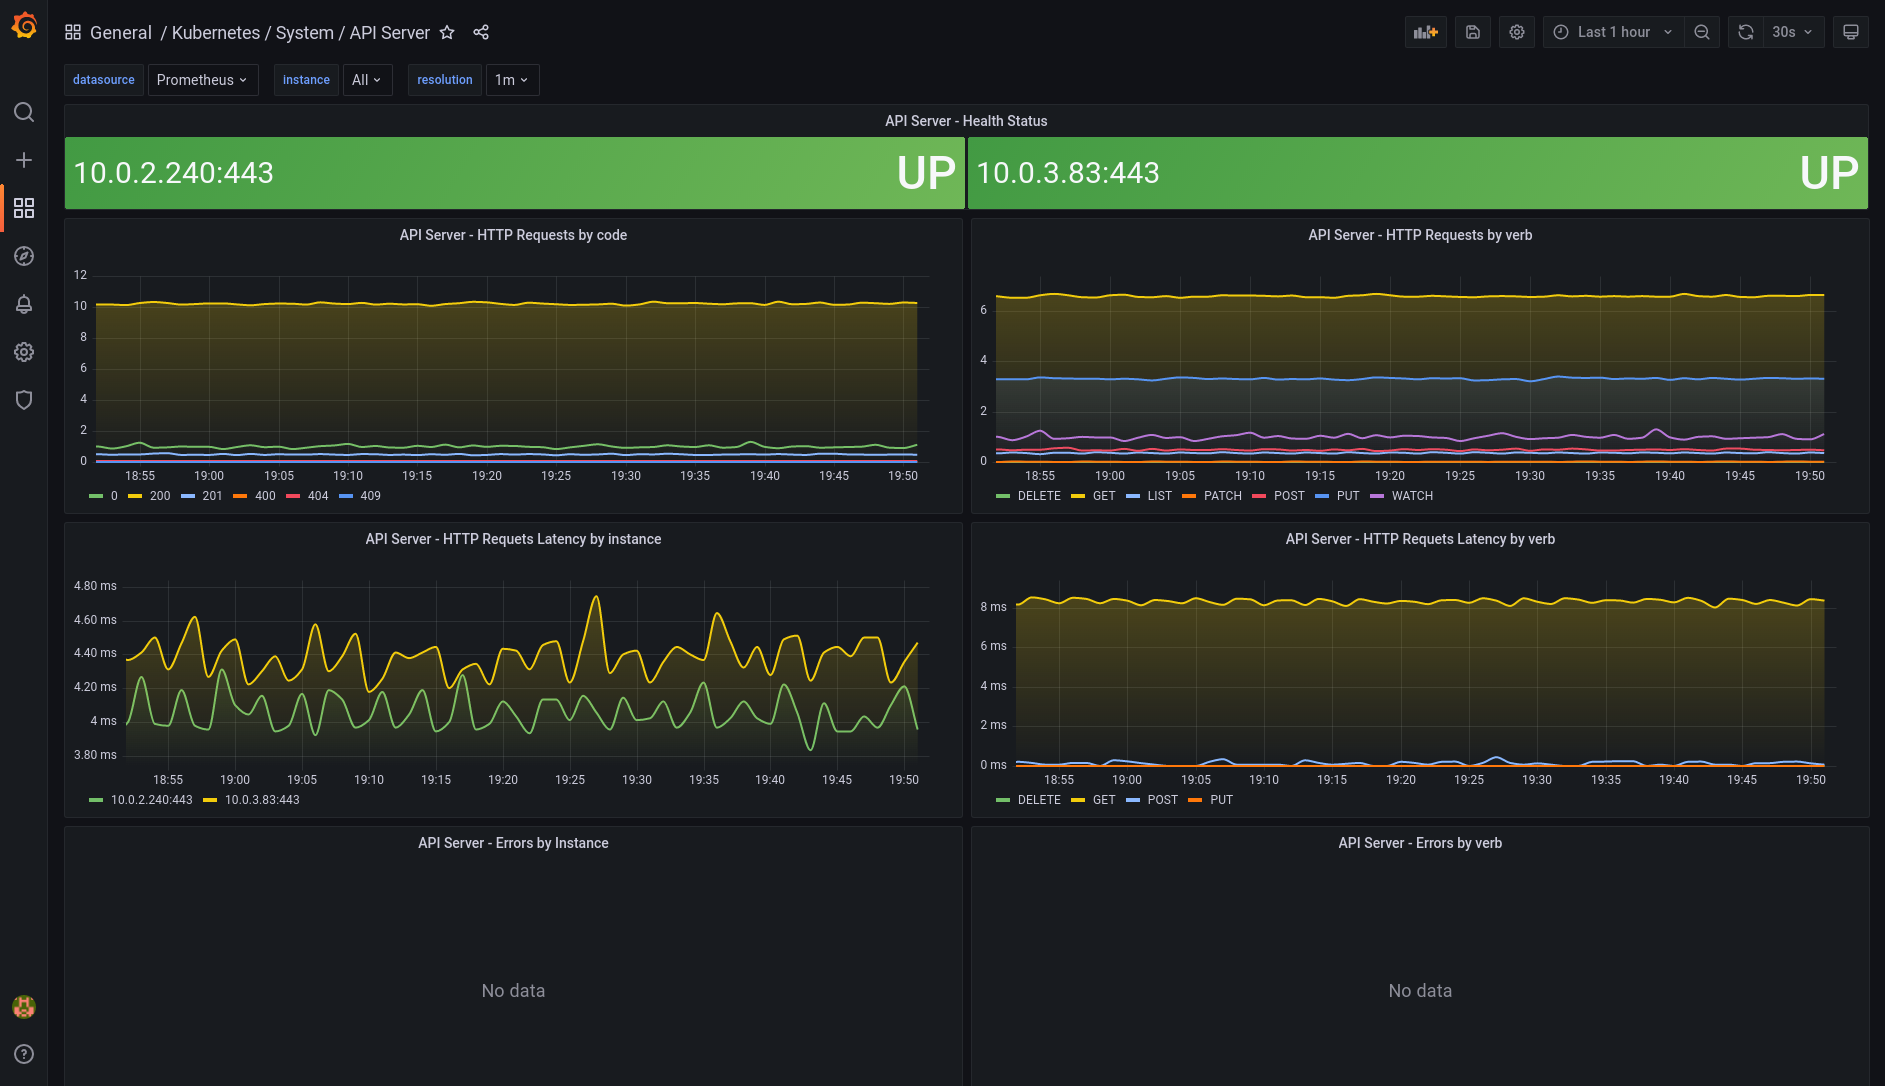 General / Kubernetes / System / API Server
Last 1 hour
30s
datasource Prometheus instance All resolution 1m
API Server - Health Status
10.0.2.240:443 UP
10.0.3.83:443 UP
API Server - HTTP Requests by code
12
10
8
6
4
2
0
18:55 19:00 19:05 19:10 19:15 19:20 19:25 19:30 19:35 19:40 19:45 19:50
0 200 201 400 404 409
API Server - HTTP Requests by verb
6
4
2
0
18:55 19:00 19:05 19:10 19:15 19:20 19:25 19:30 19:35 19:40 19:45 19:50
DELETE GET LIST PATCH POST PUT WATCH
API Server - HTTP Requets Latency by instance
4.80 ms
4.60 ms
4.40 ms
4.20 ms
4 ms
3.80 ms
18:55 19:00 19:05 19:10 19:15 19:20 19:25 19:30 19:35 19:40 19:45 19:50
10.0.2.240:443 10.0.3.83:443
API Server - HTTP Requets Latency by verb
8 ms
6 ms
4 ms
2 ms
0 ms
18:55 19:00 19:05 19:10 19:15 19:20 19:25 19:30 19:35 19:40 19:45 19:50
DELETE GET POST PUT
API Server - Errors by Instance
No data
API Server - Errors by verb
No data